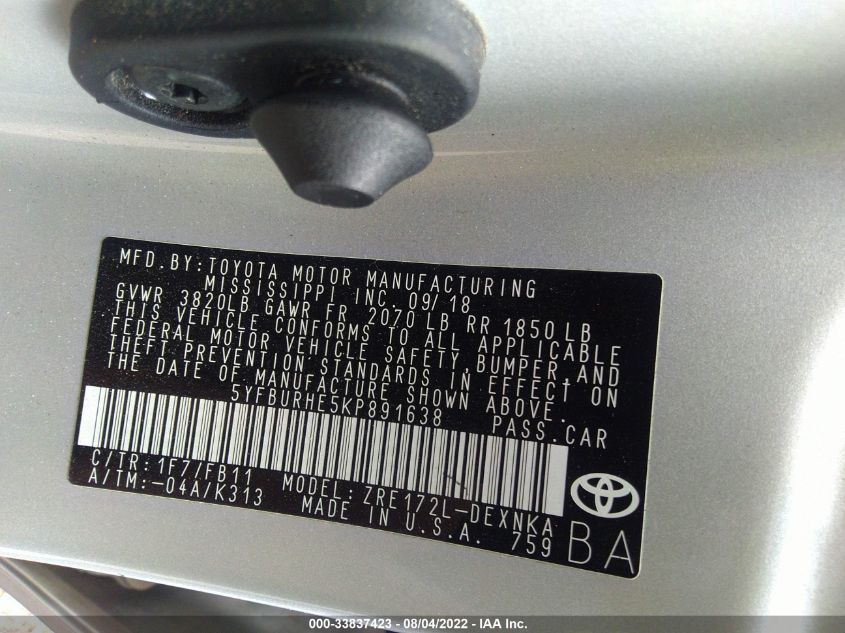 MFD.BY:TOYOTA MOTOR MANUFACTURING
MISSISSIPPI INC. 09/18
GVWR 3820LB GAWR FR 2070 LB RR 1850 LB
THIS VEHICLE CONFORMS TO ALL APPLICABLE
FEDERAL MOTOR VEHICLE SAFETY, BUMPER, AND
THEFT PREVENTION STANDARDS IN EFFECT ON
THE DATE OF MANUFACTURE SHOWN ABOVE.
5YFBURHE5KP891638 PASS.CAR
C/TR:1F7/FB11
A/TM:-04A/K313 MODEL:ZRE172L-DEXNKA
MADE IN U.S.A. 759
BA
000-33837423 - 08/04/2022 - IAA Inc.